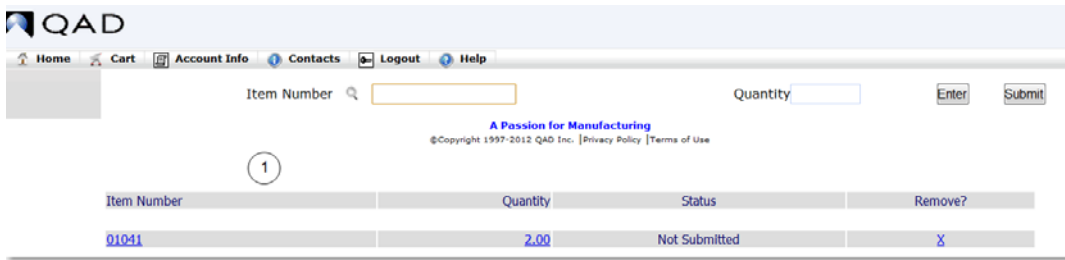 QAD
Home Cart Account Info Contacts Logout Help
Item Number Quantity Enter Submit
A Passion for Manufacturing
©Copyright 1997-2012 QAD Inc. |Privacy Policy |Terms of Use
1
Item Number Quantity Status Remove?
01041 2.00 Not Submitted X